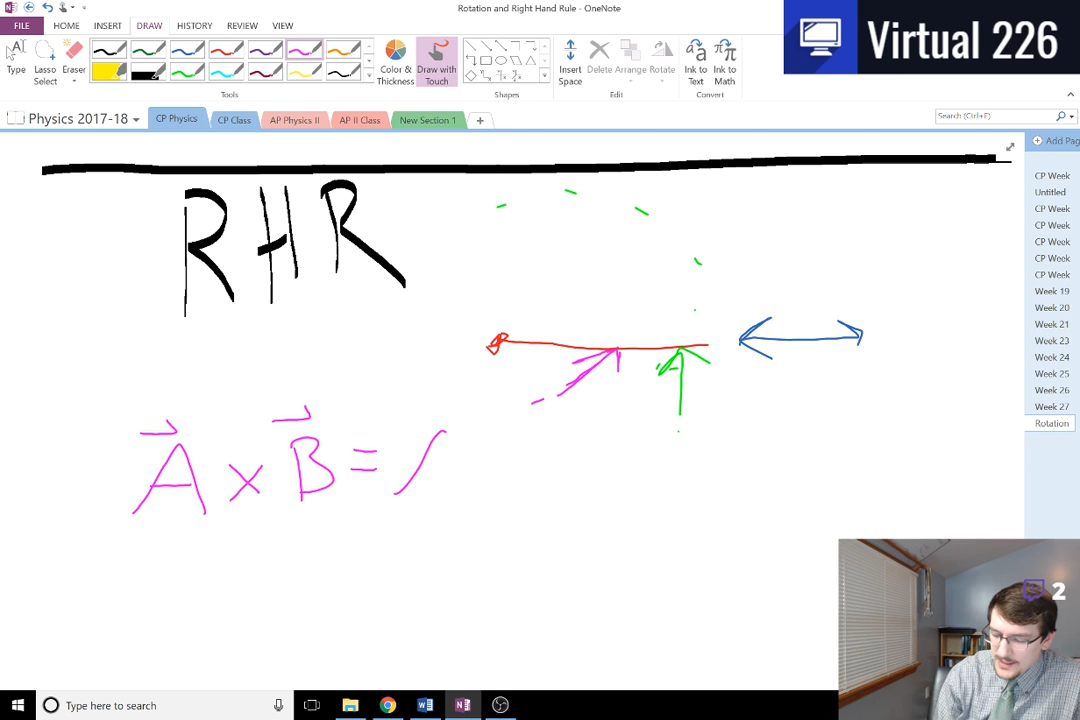 Rotation and Right Hand Rule - OneNote
FILE HOME INSERT DRAW HISTORY REVIEW VIEW
Virtual 226
Type
Lasso Select
Eraser
Color & Thickness
Draw with Touch
Insert Space
Delete
Arrange
Rotate
Ink to Text
Ink to Math
Tools
Shapes
Edit
Convert
Physics 2017-18
CP Physics
CP Class
AP Physics II
AP II Class
New Section 1
Search (Ctrl+E)
Add Pag
CP Week
Untitled
CP Week
CP Week
CP Week
CP Week
CP Week
Week 19
Week 20
Week 21
Week 23
Week 24
Week 25
Week 26
Week 27
Rotation
RHR
A⃗ × B⃗ =
2
Type here to search